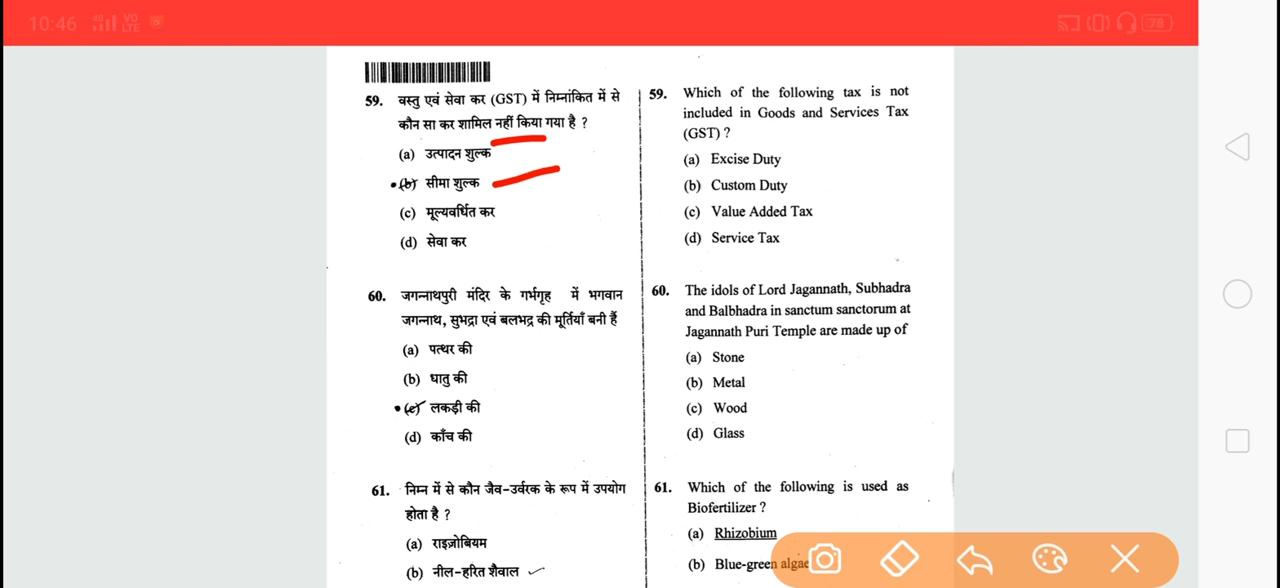 10:46 4G VO LTE 78
59. वस्तु एवं सेवा कर (GST) में निम्नांकित में से
कौन सा कर शामिल नहीं किया गया है ?
(a) उत्पादन शुल्क
(b) सीमा शुल्क
(c) मूल्यवर्धित कर
(d) सेवा कर
60. जगन्नाथपुरी मंदिर के गर्भगृह में भगवान
जगन्नाथ, सुभद्रा एवं बलभद्र की मूर्तियाँ बनी हैं
(a) पत्थर की
(b) धातु की
(c) लकड़ी की
(d) काँच की
61. निम्न में से कौन जैव-उर्वरक के रूप में उपयोग
होता है ?
(a) राइज़ोबियम
(b) नील-हरित शैवाल
59. Which of the following tax is not
included in Goods and Services Tax
(GST) ?
(a) Excise Duty
(b) Custom Duty
(c) Value Added Tax
(d) Service Tax
60. The idols of Lord Jagannath, Subhadra
and Balbhadra in sanctum sanctorum at
Jagannath Puri Temple are made up of
(a) Stone
(b) Metal
(c) Wood
(d) Glass
61. Which of the following is used as
Biofertilizer ?
(a) Rhizobium
(b) Blue-green algae